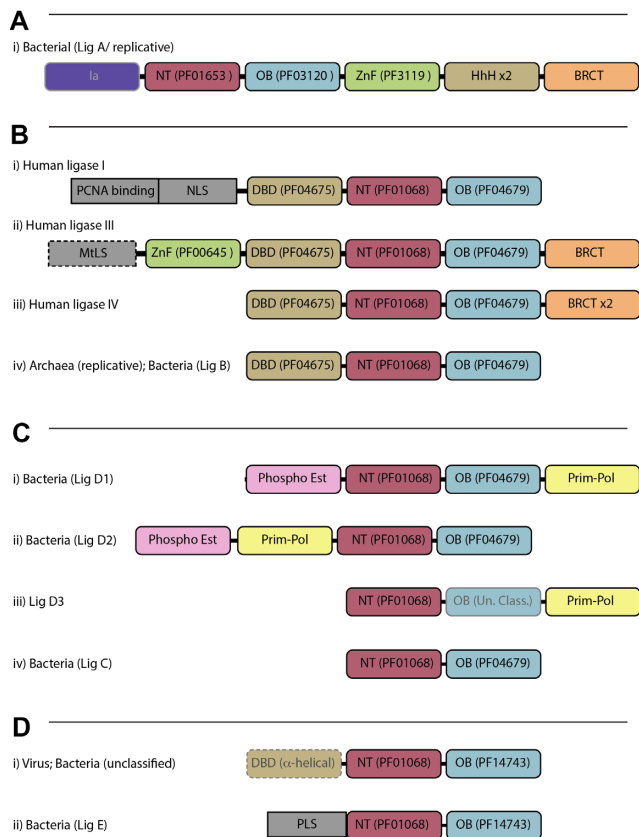 A
i) Bacterial (Lig A/ replicative)
Ia NT (PF01653 ) OB (PF03120 ) ZnF (PF3119 ) HhH x2 BRCT
B
i) Human ligase I
PCNA binding NLS DBD (PF04675) NT (PF01068) OB (PF04679)
ii) Human ligase III
MtLS ZnF (PF00645 ) DBD (PF04675) NT (PF01068) OB (PF04679) BRCT
iii) Human ligase IV
DBD (PF04675) NT (PF01068) OB (PF04679) BRCT x2
iv) Archaea (replicative); Bacteria (Lig B)
DBD (PF04675) NT (PF01068) OB (PF04679)
C
i) Bacteria (Lig D1)
Phospho Est NT (PF01068) OB (PF04679) Prim-Pol
ii) Bacteria (Lig D2)
Phospho Est Prim-Pol NT (PF01068) OB (PF04679)
iii) Lig D3
NT (PF01068) OB (Un. Class.) Prim-Pol
iv) Bacteria (Lig C)
NT (PF01068) OB (PF04679)
D
i) Virus; Bacteria (unclassified)
DBD (α-helical) NT (PF01068) OB (PF14743)
ii) Bacteria (Lig E)
PLS NT (PF01068) OB (PF14743)